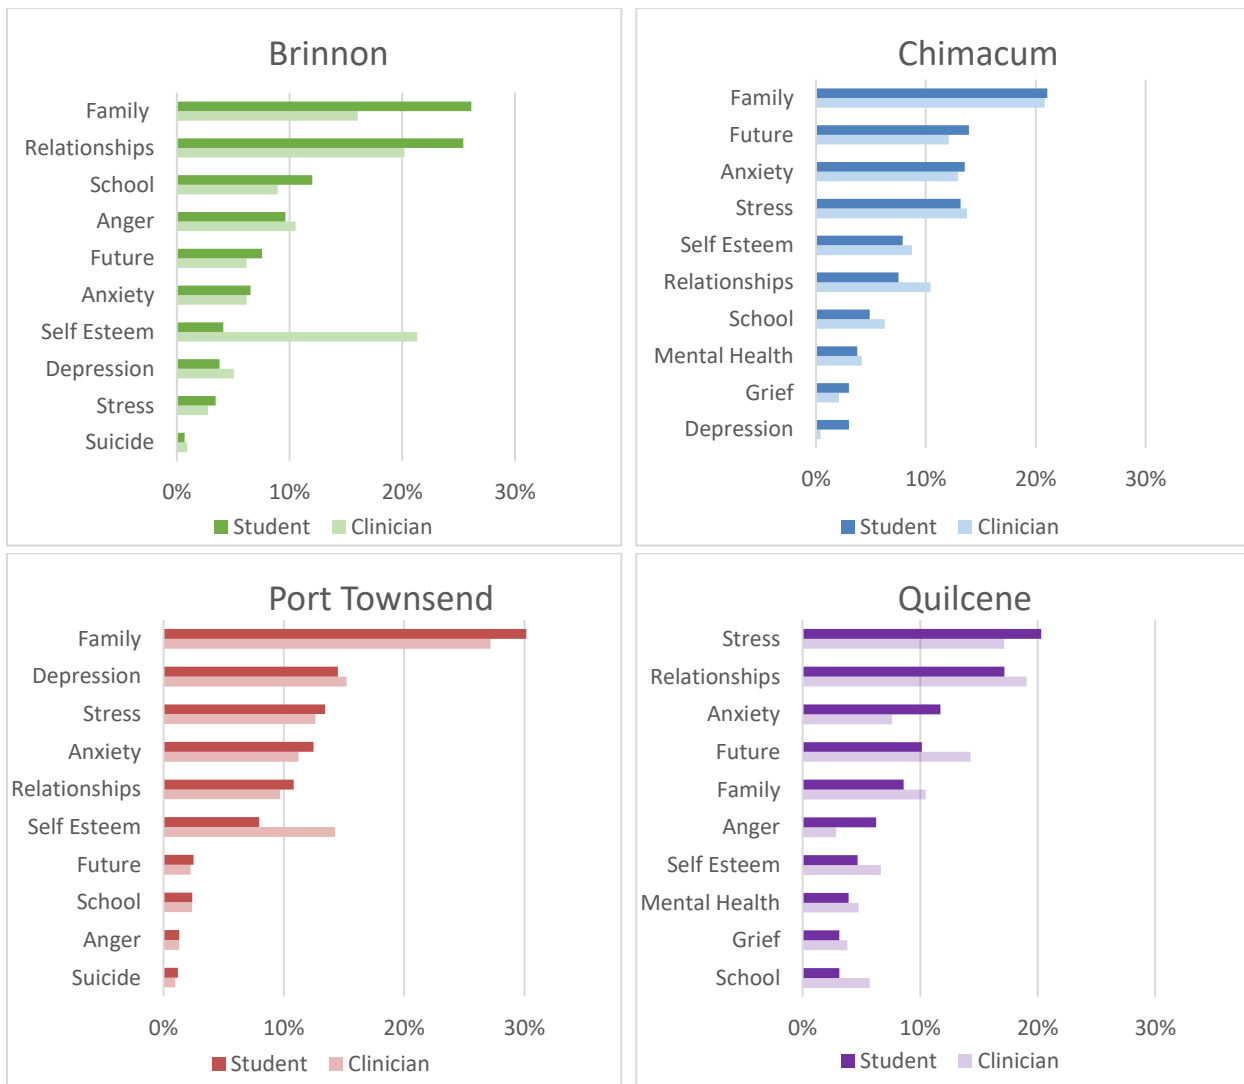 Brinnon
Family
Relationships
School
Anger
Future
Anxiety
Self Esteem
Depression
Stress
Suicide
0% 10% 20% 30%
Student Clinician
Chimacum
Family
Future
Anxiety
Stress
Self Esteem
Relationships
School
Mental Health
Grief
Depression
0% 10% 20% 30%
Student Clinician
Port Townsend
Family
Depression
Stress
Anxiety
Relationships
Self Esteem
Future
School
Anger
Suicide
0% 10% 20% 30%
Student Clinician
Quilcene
Stress
Relationships
Anxiety
Future
Family
Anger
Self Esteem
Mental Health
Grief
School
0% 10% 20% 30%
Student Clinician